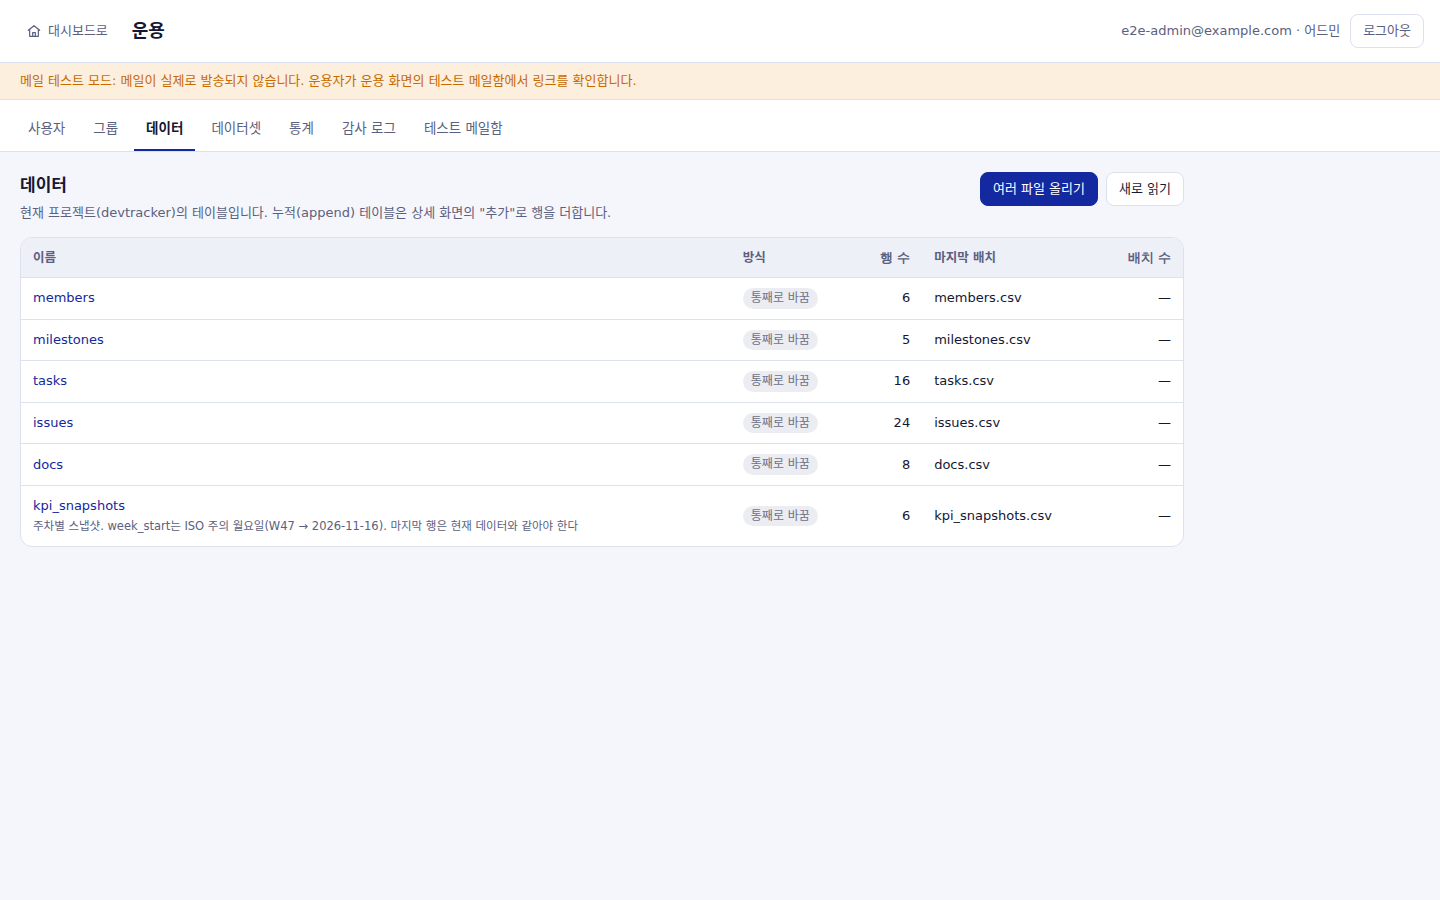 대시보드로 운용 e2e-admin@example.com · 어드민 로그아웃
메일 테스트 모드: 메일이 실제로 발송되지 않습니다. 운용자가 운용 화면의 테스트 메일함에서 링크를 확인합니다.
사용자 그룹 데이터 데이터셋 통계 감사 로그 테스트 메일함
데이터
현재 프로젝트(devtracker)의 테이블입니다. 누적(append) 테이블은 상세 화면의 "추가"로 행을 더합니다.
여러 파일 올리기 새로 읽기
이름 방식 행 수 마지막 배치 배치 수
members 통째로 바꿈 6 members.csv —
milestones 통째로 바꿈 5 milestones.csv —
tasks 통째로 바꿈 16 tasks.csv —
issues 통째로 바꿈 24 issues.csv —
docs 통째로 바꿈 8 docs.csv —
kpi_snapshots 통째로 바꿈 6 kpi_snapshots.csv —
주차별 스냅샷. week_start는 ISO 주의 월요일(W47 → 2026-11-16). 마지막 행은 현재 데이터와 같아야 한다